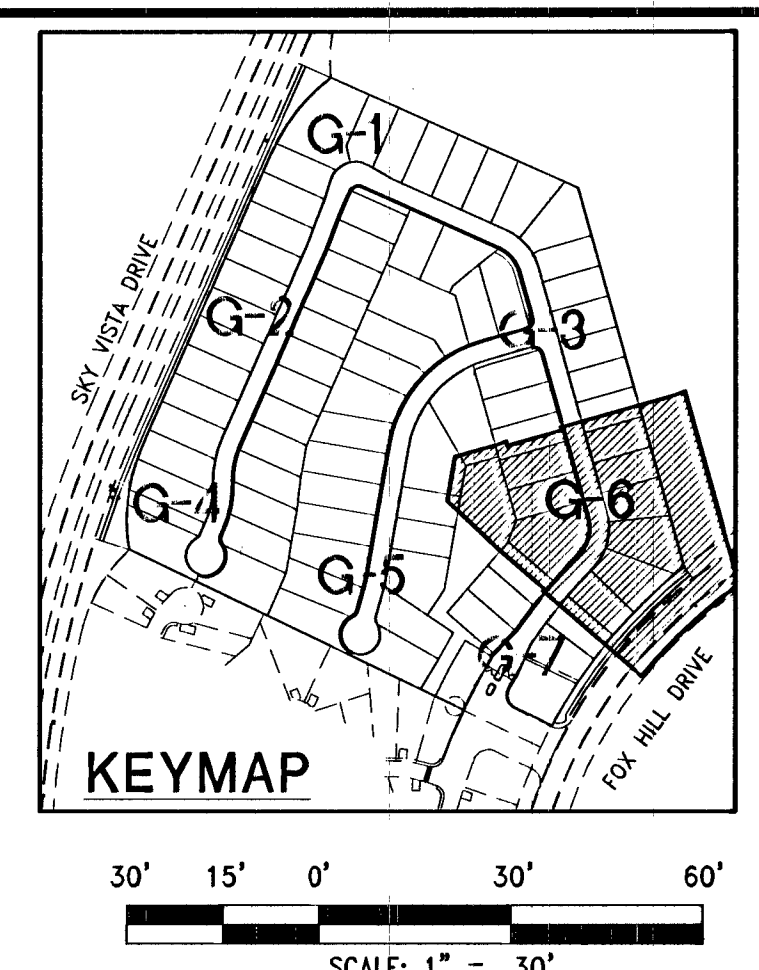 G-1
SKY VISTA DRIVE
G-2
G-3
G-4
G-6
G-5
G-7
FOX HILL DRIVE
KEYMAP
30' 15' 0' 30' 60'
SCALE: 1" = 30'